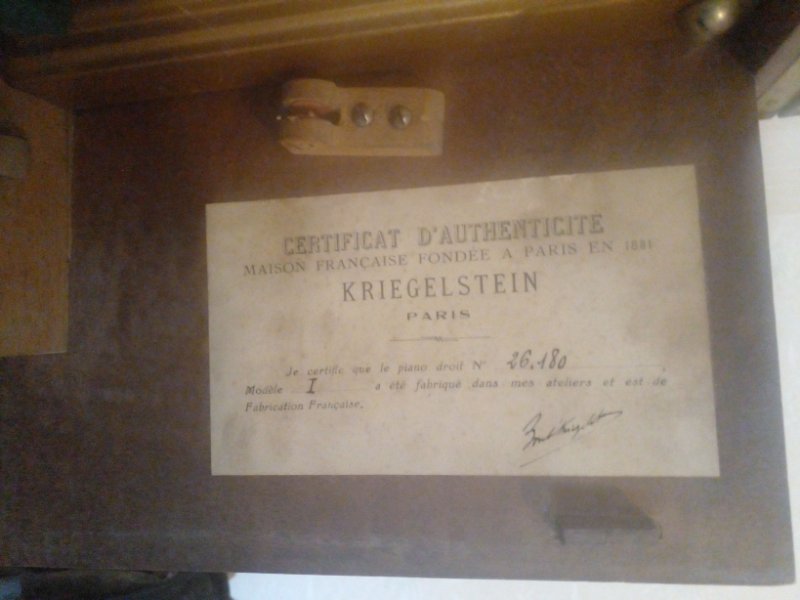 CERTIFICAT D'AUTHENTICITE
MAISON FRANÇAISE FONDÉE A PARIS EN
KRIEGELSTEIN
PARIS
Je certifie que le piano droit N° 26.180 ,
Modèle I a été fabriqué dans mes ateliers et est de
Fabrication Française.